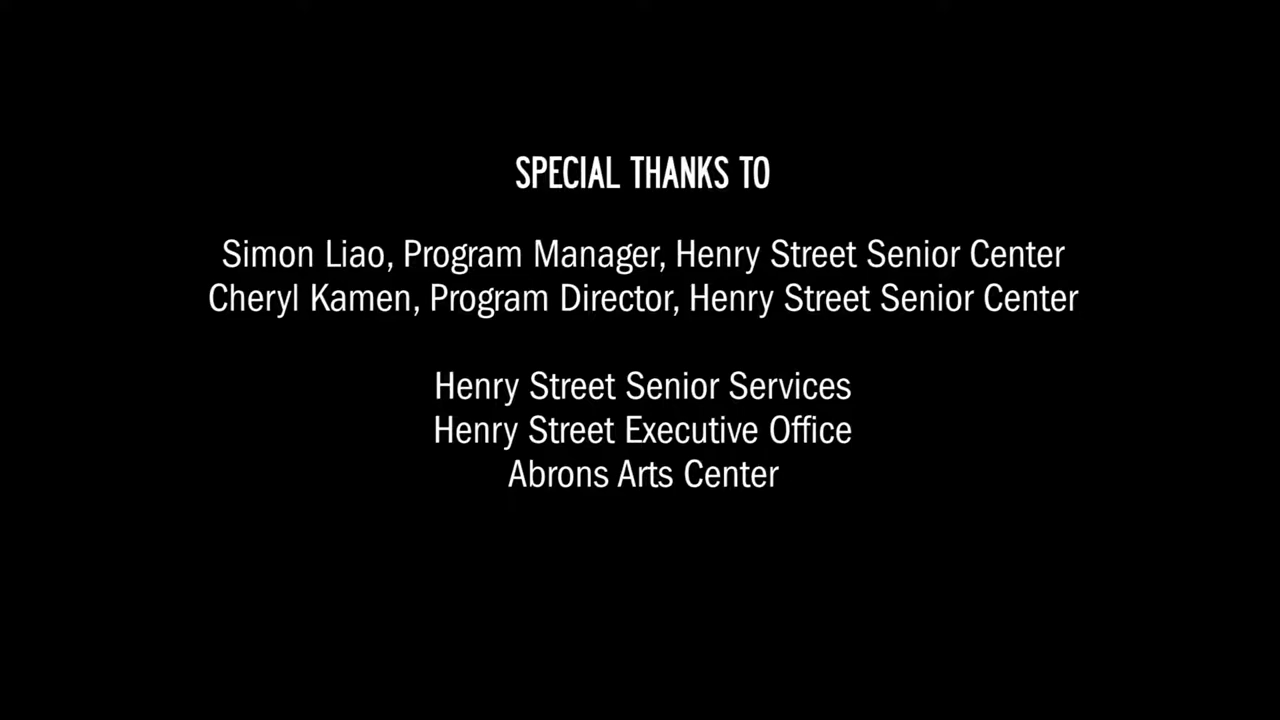 SPECIAL THANKS TO
Simon Liao, Program Manager, Henry Street Senior Center
Cheryl Kamen, Program Director, Henry Street Senior Center
Henry Street Senior Services
Henry Street Executive Office
Abrons Arts Center